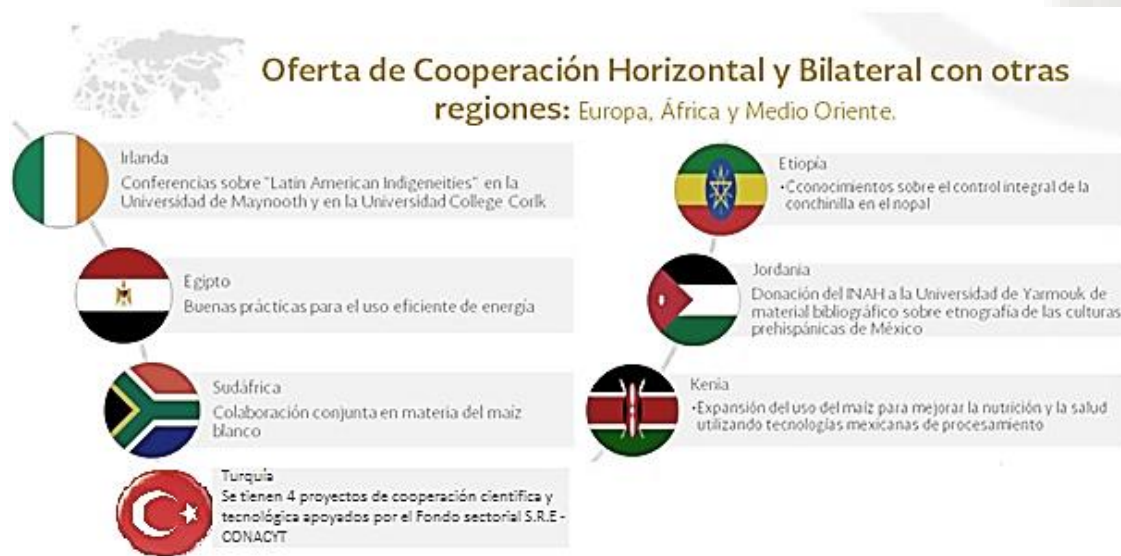 Oferta de Cooperación Horizontal y Bilateral con otras
regiones: Europa, África y Medio Oriente.
Irlanda
Conferencias sobre "Latin American Indigeneities" en la
Universidad de Maynooth y en la Universidad College Corlk
Egipto
Buenas prácticas para el uso eficiente de energía
Sudáfrica
Colaboración conjunta en materia del maíz
blanco
Turquía
Se tienen 4 proyectos de cooperación científica y
tecnológica apoyados por el Fondo sectorial S.R.E -
CONACYT
Etiopía
•Cconocimientos sobre el control integral de la
conchinilla en el nopal
Jordania
Donación del INAH a la Universidad de Yarmouk de
material bibliográfico sobre etnografía de las culturas
prehispánicas de México
Kenia
•Expansión del uso del maíz para mejorar la nutrición y la salud
utilizando tecnologías mexicanas de procesamiento